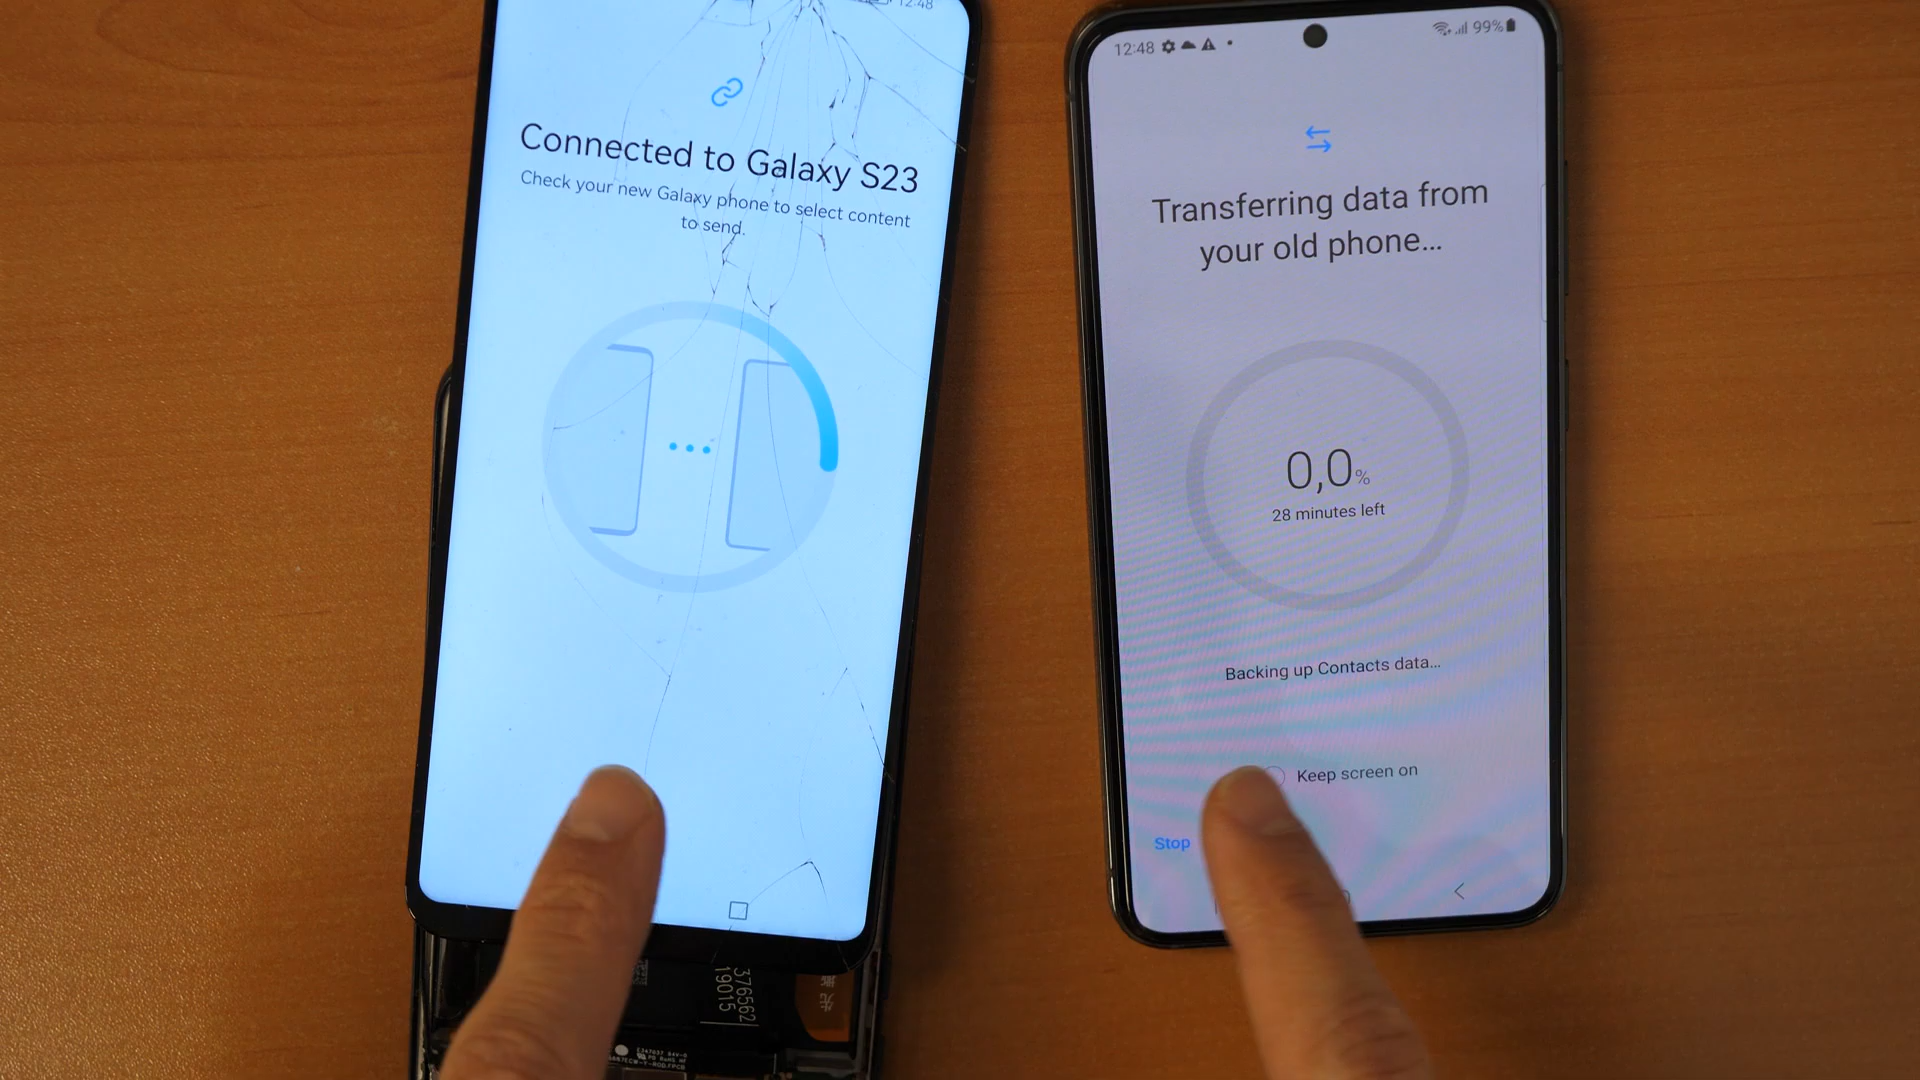 12:48
Connected to Galaxy S23
Check your new Galaxy phone to select content
to send.
376562
19015
12:48
99%
Transferring data from
your old phone...
0,0%
28 minutes left
Backing up Contacts data...
Keep screen on
Stop